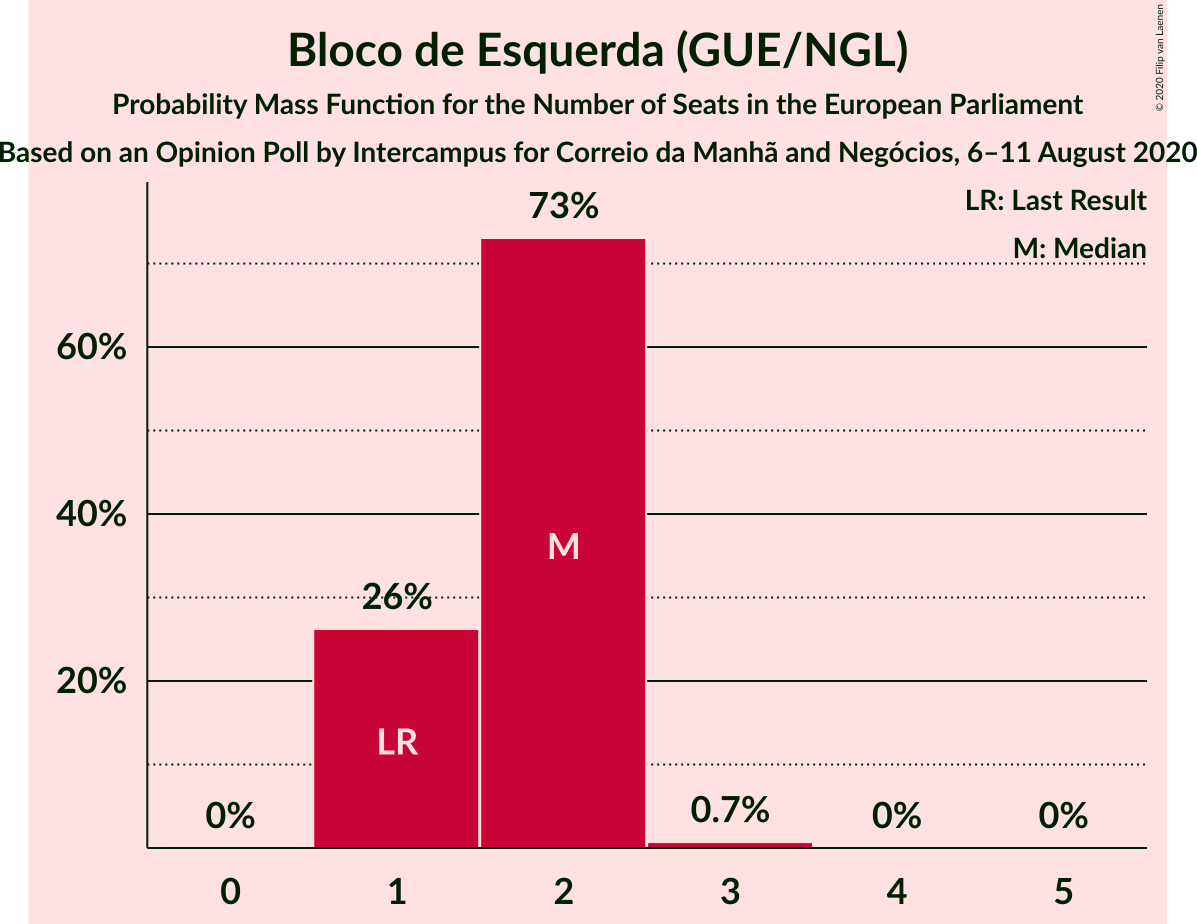 Bloco de Esquerda (GUE/NGL)
Probability Mass Function for the Number of Seats in the European Parliament
Based on an Opinion Poll by Intercampus for Correio da Manhã and Negócios, 6–11 August 2020
© 2020 Filip van Laenen
LR: Last Result
M: Median
73%
60%
40%
M
26%
20%
LR
0%
0.7%
0%
0%
0 1 2 3 4 5